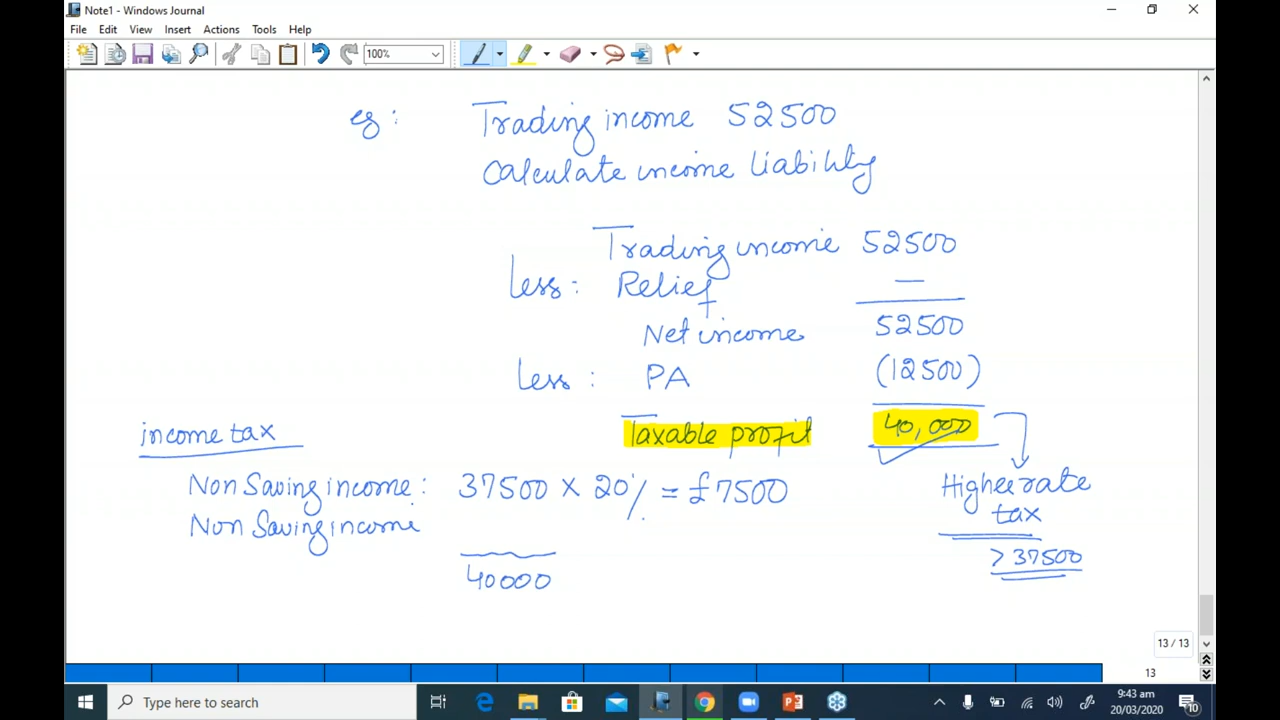 Note1 - Windows Journal
File Edit View Insert Actions Tools Help
100%
eg: Trading income 52500
Calculate income liability
Trading income 52500
less: Relief —
Net income 52500
less: PA (12500)
Taxable profit 40,000
income tax
Non Saving income: 37500 × 20% = £7500
Non Saving income
40000
Higher rate
tax
> 37500
13 / 13
13
Type here to search
9:43 am
20/03/2020
10